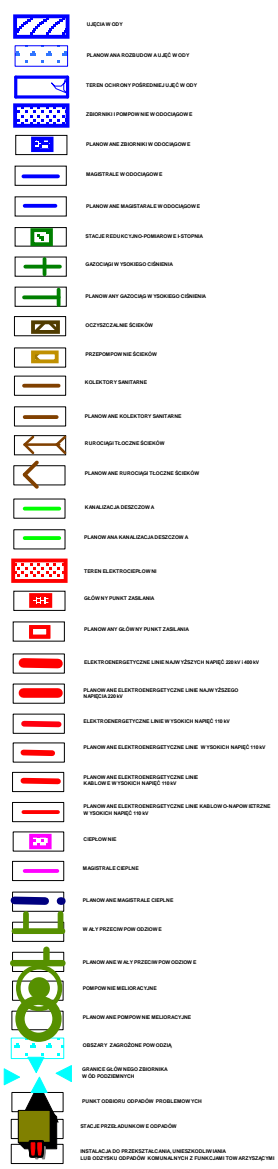 UJĘCIA WODY
PLANOWANA ROZBUDOWA UJĘĆ WODY
TEREN OCHRONY POŚREDNIEJ UJĘĆ WODY
ZBIORNIKI I POMPOWNIE WODOCIĄGOWE
PLANOWANE ZBIORNIKI WODOCIĄGOWE
MAGISTRALE WODOCIĄGOWE
PLANOWANE MAGISTARALE WODOCIĄGOWE
STACJE REDUKCYJNO-POMIAROWE I-STOPNIA
GAZOCIĄGI WYSOKIEGO CIŚNIENIA
PLANOWANY GAZOCIĄG WYSOKIEGO CIŚNIENIA
OCZYSZCZALNIE ŚCIEKÓW
PRZEPOMPOWNIE ŚCIEKÓW
KOLEKTORY SANITARNE
PLANOWANE KOLEKTORY SANITARNE
RUROCIĄGI TŁOCZNE ŚCIEKÓW
PLANOWANE RUROCIĄGI TŁOCZNE ŚCIEKÓW
KANALIZACJA DESZCZOWA
PLANOWANA KANALIZACJA DESZCZOWA
TEREN ELEKTROCIEPŁOWNI
GŁÓWNY PUNKT ZASILANIA
PLANOWANY GŁÓWNY PUNKT ZASILANIA
ELEKTROENERGETYCZNE LINIE NAJWYŻSZYCH NAPIĘĆ 220 kV i 400 kV
PLANOWANE ELEKTROENERGETYCZNE LINIE NAJWYŻSZEGO
NAPIĘCIA 220 kV
ELEKTROENERGETYCZNE LINIE WYSOKICH NAPIĘĆ 110 kV
PLANOWANE ELEKTROENERGETYCZNE LINIE WYSOKICH NAPIĘĆ 110 kV
PLANOWANE ELEKTROENERGETYCZNE LINIE
KABLOWE WYSOKICH NAPIĘĆ 110 kV
PLANOWANE ELEKTROENERGETYCZNE LINIE KABLOWO-NAPOWIETRZNE
WYSOKICH NAPIĘĆ 110 kV
CIEPŁOWNIE
MAGISTRALE CIEPLNE
PLANOWANE MAGISTRALE CIEPLNE
WAŁY PRZECIWPOWODZIOWE
PLANOWANE WAŁY PRZECIWPOWODZIOWE
POMPOWNIE MELIORACYJNE
PLANOWANE POMPOWNIE MELIORACYJNE
OBSZARY ZAGROŻONE POWODZIĄ
GRANICE GŁÓWNEGO ZBIORNIKA
WÓD PODZIEMNYCH
PUNKT ODBIORU ODPADÓW PROBLEMOWYCH
STACJE PRZEŁADUNKOWE ODPADÓW
INSTALACJA DO PRZEKSZTAŁCANIA, UNIESZKODLIWIANIA
LUB ODZYSKU ODPADÓW KOMUNALNYCH Z FUNKCJAMI TOWARZYSZĄCYMI